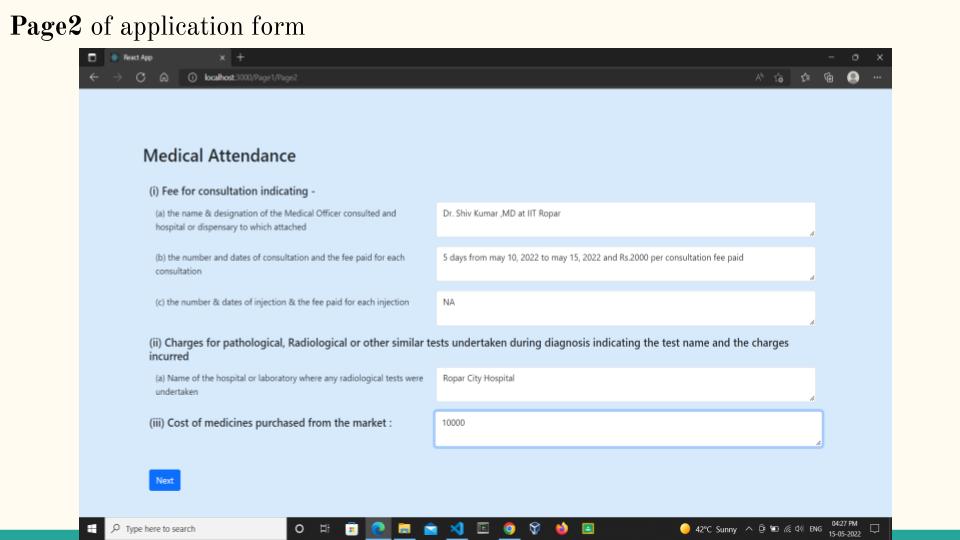 Page2 of application form
React App
localhost:3000/Page1/Page2
Medical Attendance
(i) Fee for consultation indicating -
(a) the name & designation of the Medical Officer consulted and
hospital or dispensary to which attached
Dr. Shiv Kumar ,MD at IIT Ropar
(b) the number and dates of consultation and the fee paid for each
consultation
5 days from may 10, 2022 to may 15, 2022 and Rs.2000 per consultation fee paid
(c) the number & dates of injection & the fee paid for each injection
NA
(ii) Charges for pathological, Radiological or other similar tests undertaken during diagnosis indicating the test name and the charges
incurred
(a) Name of the hospital or laboratory where any radiological tests were
undertaken
Ropar City Hospital
(iii) Cost of medicines purchased from the market :
10000
Next
Type here to search
42°C Sunny
ENG
04:27 PM
15-05-2022